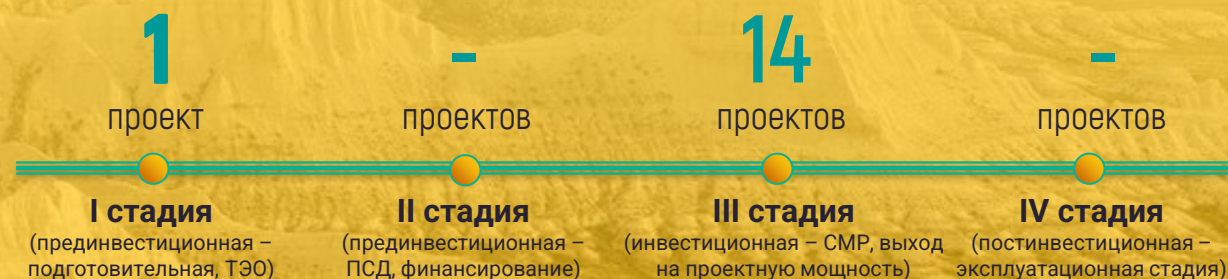 1
проект
I стадия
(прединвестиционная –
подготовительная, ТЭО)
-
проектов
II стадия
(прединвестиционная –
ПСД, финансирование)
14
проектов
III стадия
(инвестиционная – СМР, выход
на проектную мощность)
-
проектов
IV стадия
(постинвестиционная –
эксплуатационная стадия)